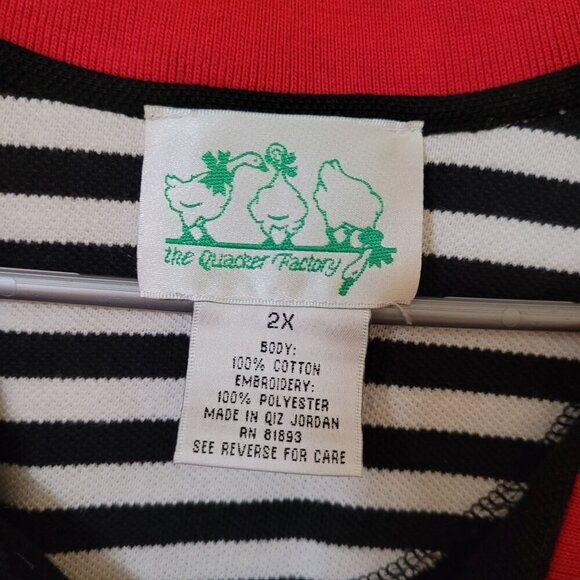 the Quacker Factory
2X
BODY:
100% COTTON
EMBROIDERY:
100% POLYESTER
MADE IN QIZ JORDAN
RN 81893
SEE REVERSE FOR CARE